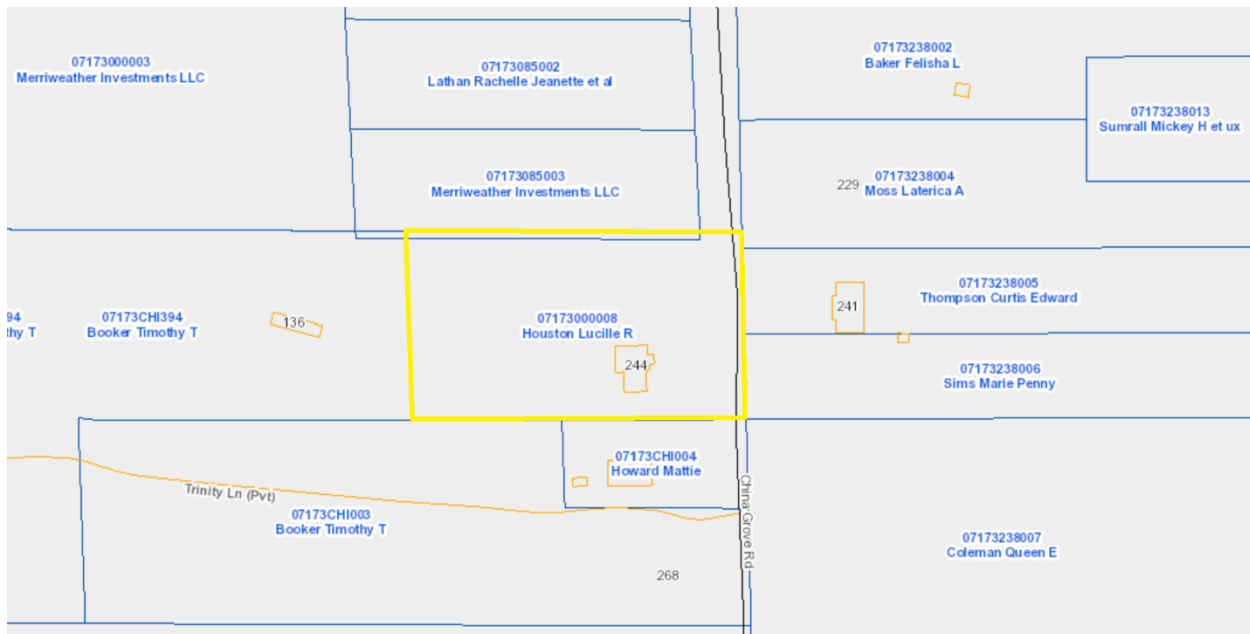 07173000003
Merriweather Investments LLC
07173085002
Lathan Rachelle Jeanette et al
07173238002
Baker Felisha L
07173238013
Sumrall Mickey H et ux
07173085003
Merriweather Investments LLC
229
07173238004
Moss Laterica A
94
thy T
07173CHI394
Booker Timothy T
136
07173000008
Houston Lucille R
244
241
07173238005
Thompson Curtis Edward
07173238006
Sims Marie Penny
07173CHI004
Howard Mattie
Trinity Ln (Pvt)
07173CHI003
Booker Timothy T
China Grove Rd
268
07173238007
Coleman Queen E